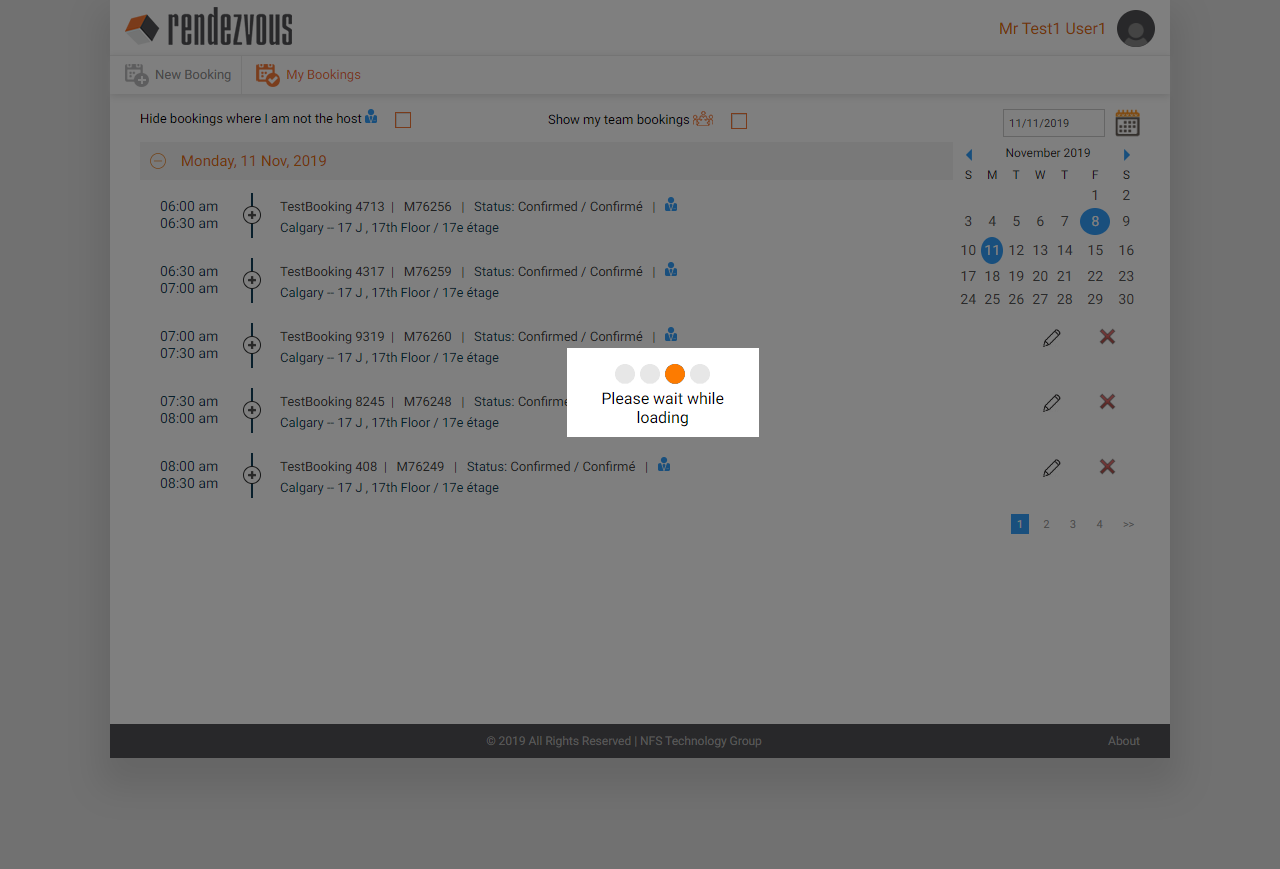 rendezvous
Mr Test1 User1
New Booking
My Bookings
Hide bookings where I am not the host
Show my team bookings
11/11/2019
Monday, 11 Nov, 2019
November 2019
S M T W T F S
1 2
3 4 5 6 7 8 9
10 11 12 13 14 15 16
17 18 19 20 21 22 23
24 25 26 27 28 29 30
06:00 am
06:30 am
TestBooking 4713 | M76256 | Status: Confirmed / Confirmé |
Calgary -- 17 J , 17th Floor / 17e étage
06:30 am
07:00 am
TestBooking 4317 | M76259 | Status: Confirmed / Confirmé |
Calgary -- 17 J , 17th Floor / 17e étage
07:00 am
07:30 am
TestBooking 9319 | M76260 | Status: Confirmed / Confirmé |
Calgary -- 17 J , 17th Floor / 17e étage
07:30 am
08:00 am
TestBooking 8245 | M76248 | Status: Confirme
Calgary -- 17 J , 17th Floor / 17e étage
Please wait while
loading
08:00 am
08:30 am
TestBooking 408 | M76249 | Status: Confirmed / Confirmé |
Calgary -- 17 J , 17th Floor / 17e étage
1 2 3 4 >>
© 2019 All Rights Reserved | NFS Technology Group
About